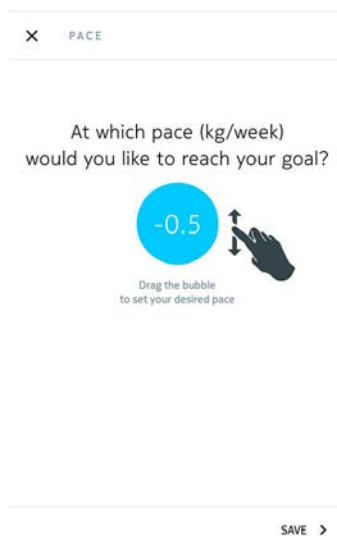 PACE
At which pace (kg/week)
would you like to reach your goal?
-0.5
Drag the bubble
to set your desired pace
SAVE